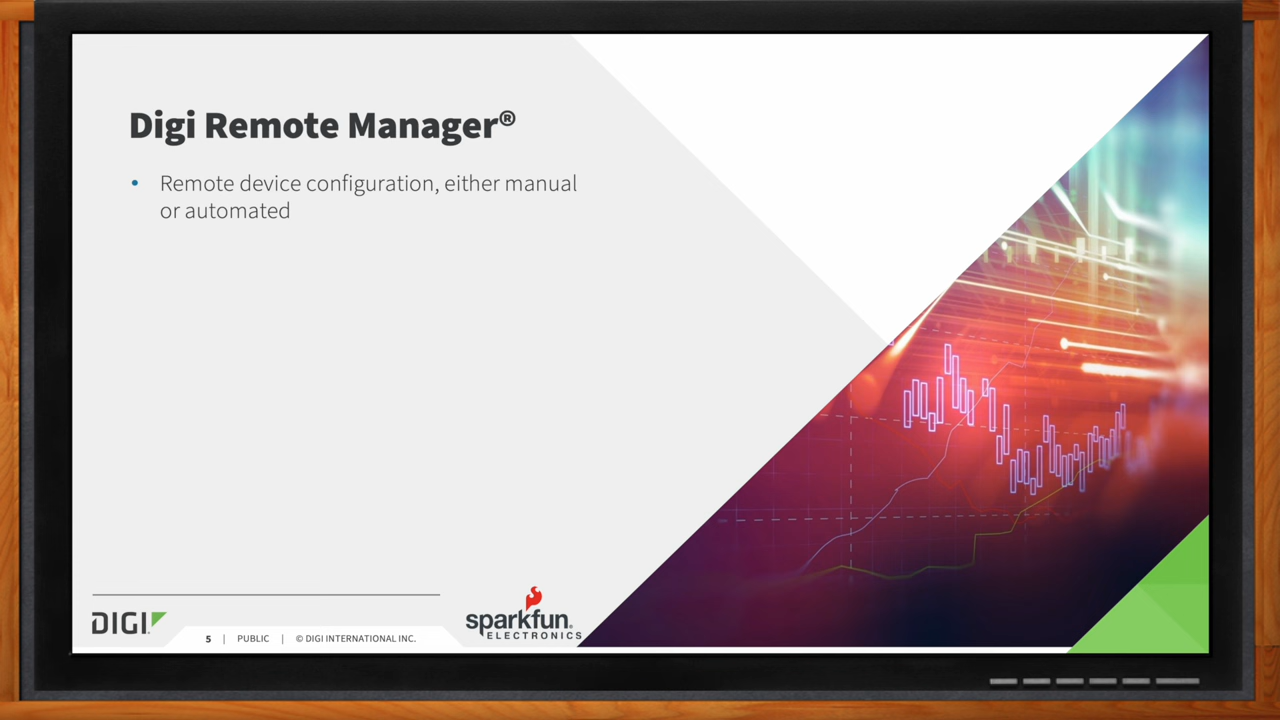 Digi Remote Manager®
• Remote device configuration, either manual
or automated
DIGI
5 | PUBLIC | © DIGI INTERNATIONAL INC.
sparkfun®
ELECTRONICS